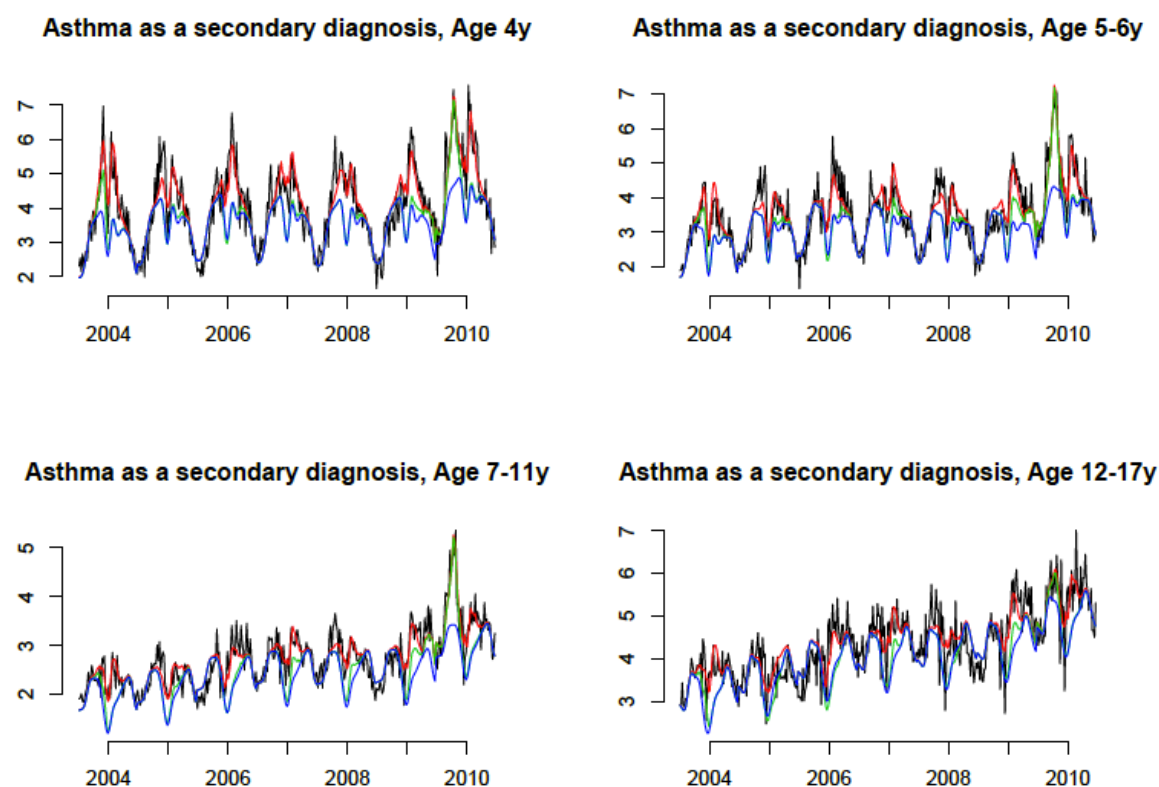 Asthma as a secondary diagnosis, Age 4y
7
6
5
4
3
2
2004 2006 2008 2010
Asthma as a secondary diagnosis, Age 5-6y
7
6
5
4
3
2
2004 2006 2008 2010
Asthma as a secondary diagnosis, Age 7-11y
5
4
3
2
2004 2006 2008 2010
Asthma as a secondary diagnosis, Age 12-17y
7
6
5
4
3
2004 2006 2008 2010